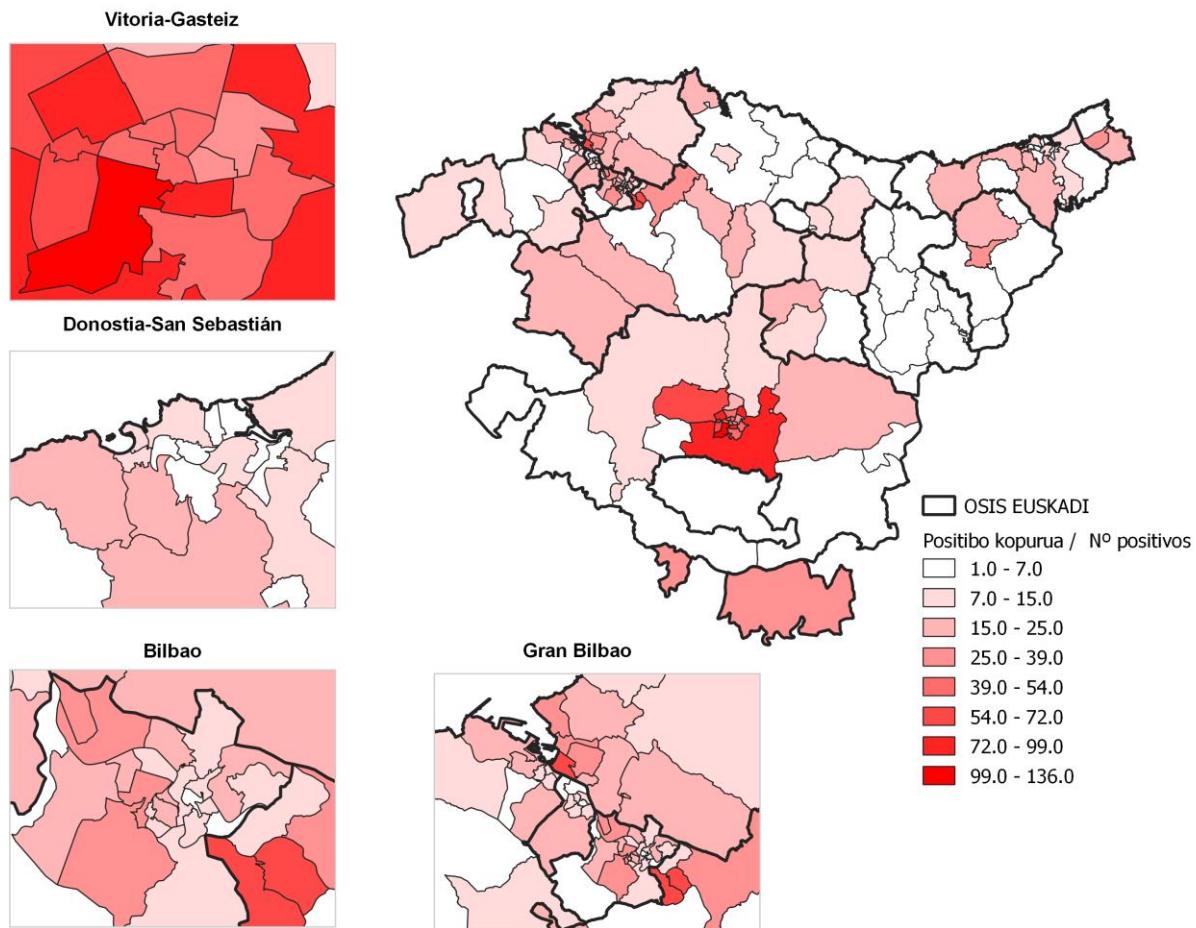 Vitoria-Gasteiz
Donostia-San Sebastián
Bilbao
Gran Bilbao
OSIS EUSKADI
Positibo kopurua / Nº positivos
1.0 - 7.0
7.0 - 15.0
15.0 - 25.0
25.0 - 39.0
39.0 - 54.0
54.0 - 72.0
72.0 - 99.0
99.0 - 136.0